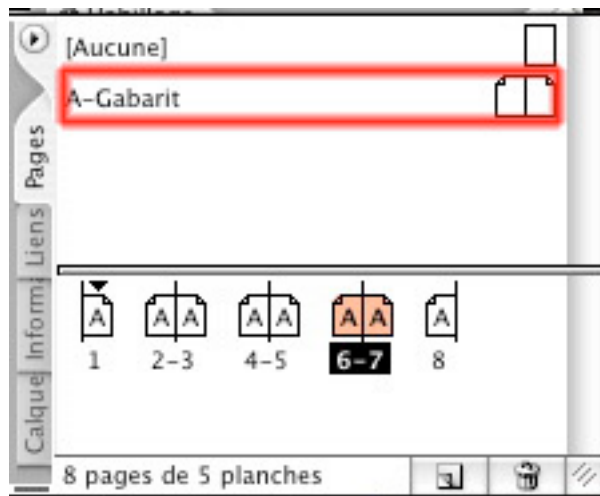 [Aucune]
A-Gabarit
Pages
Liens
Inform
Calque
A
A A
A A
A A
A
1
2-3
4-5
6-7
8
8 pages de 5 planches